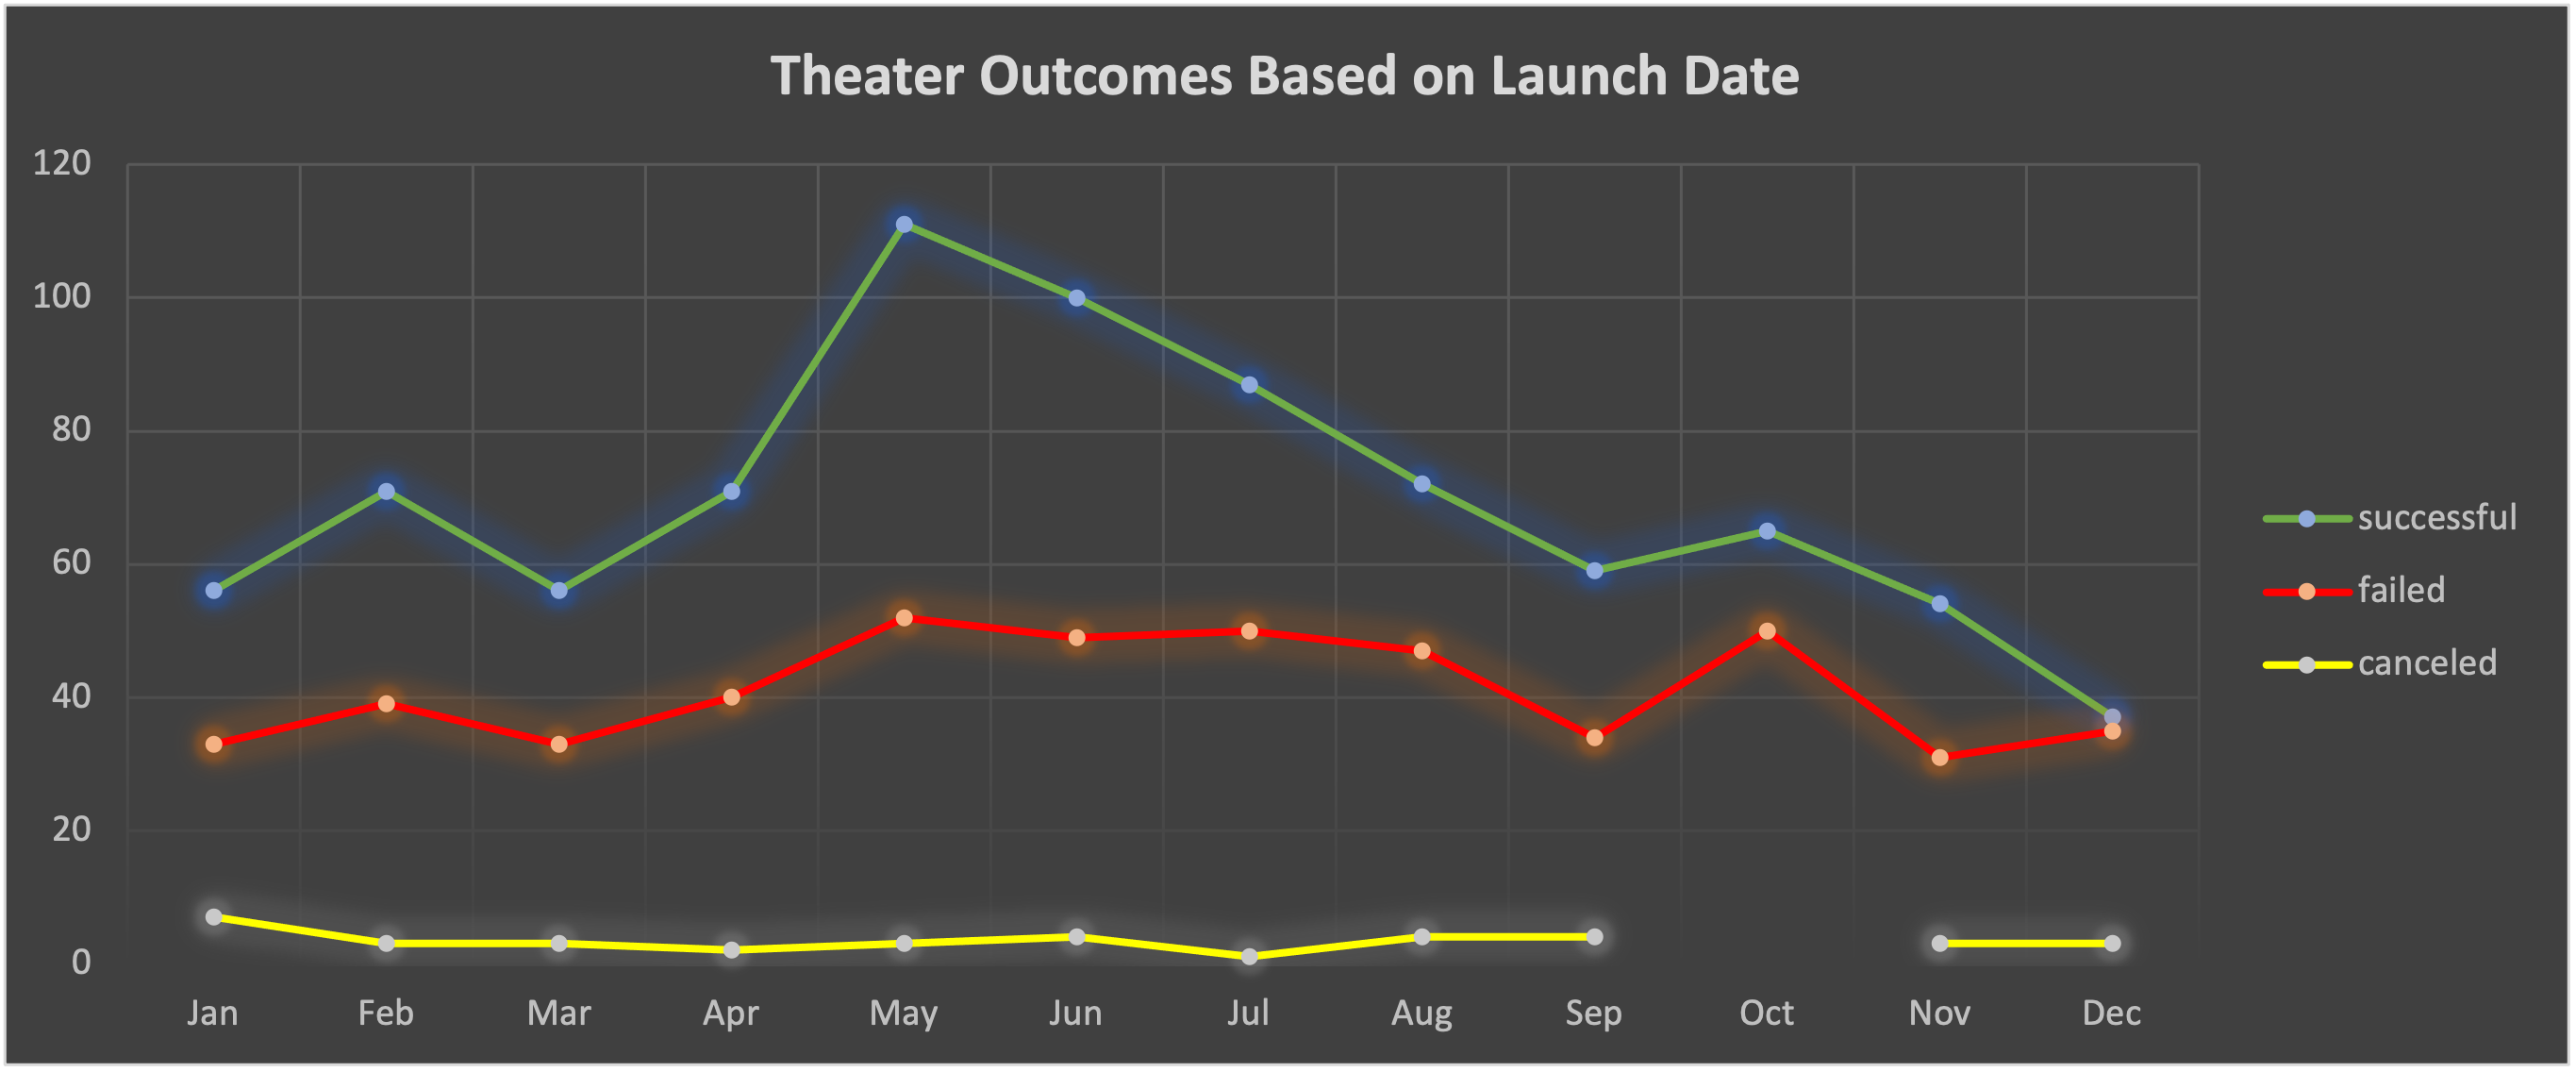 Theater Outcomes Based on Launch Date
120
100
80
60
40
20
0
Jan Feb Mar Apr May Jun Jul Aug Sep Oct Nov Dec
successful
failed
canceled